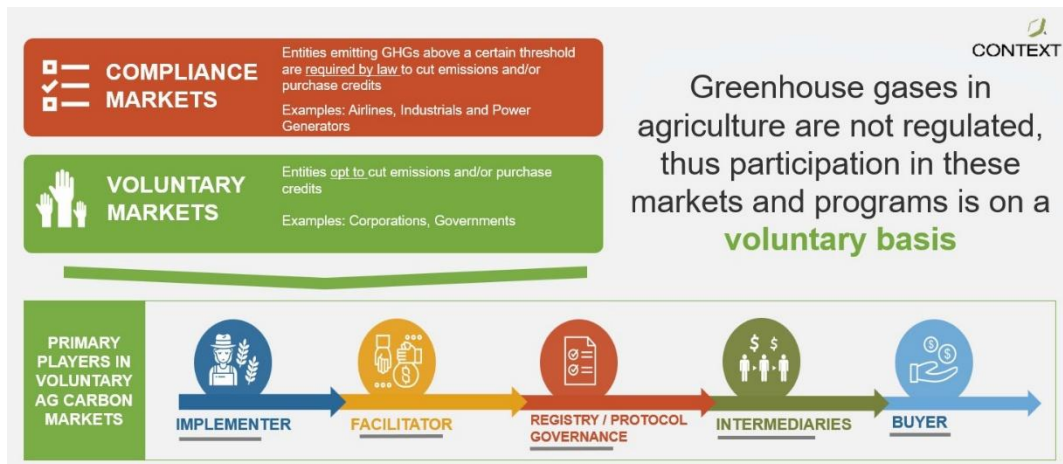 COMPLIANCE
MARKETS
Entities emitting GHGs above a certain threshold
are required by law to cut emissions and/or
purchase credits
Examples: Airlines, Industrials and Power
Generators
VOLUNTARY
MARKETS
Entities opt to cut emissions and/or purchase
credits
Examples: Corporations, Governments
CONTEXT
Greenhouse gases in
agriculture are not regulated,
thus participation in these
markets and programs is on a
voluntary basis
PRIMARY
PLAYERS IN
VOLUNTARY
AG CARBON
MARKETS
IMPLEMENTER
FACILITATOR
REGISTRY / PROTOCOL
GOVERNANCE
$ $
INTERMEDIARIES
BUYER